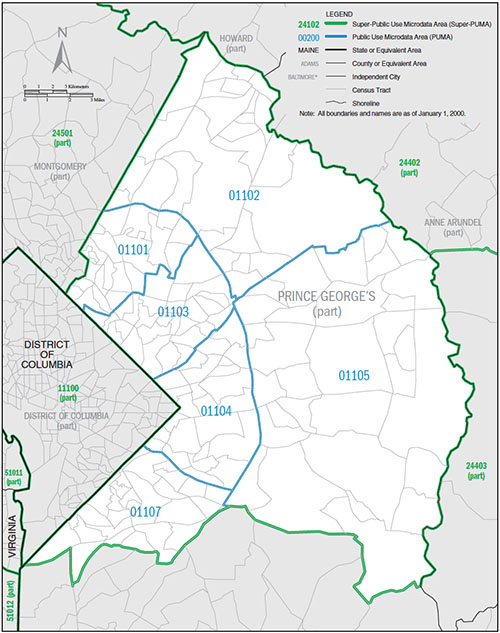 LEGEND
24102 Super-Public Use Microdata Area (Super-PUMA)
00200 Public Use Microdata Area (PUMA)
MAINE State or Equivalent Area
ADAMS County or Equivalent Area
BALTIMORE* Independent City
Census Tract
Shoreline
Note: All boundaries and names are as of January 1, 2000.
HOWARD
(part)
N
0 1 2 3 Kilometers
0 1 2 3 Miles
24501
(part)
MONTGOMERY
(part)
24402
(part)
01102
ANNE ARUNDEL
(part)
01101
PRINCE GEORGE'S
(part)
01103
DISTRICT
OF
COLUMBIA
01105
11100
(part)
DISTRICT OF COLUMBIA
(part)
01104
51011
(part)
24403
(part)
01107
VIRGINIA
51012 (part)